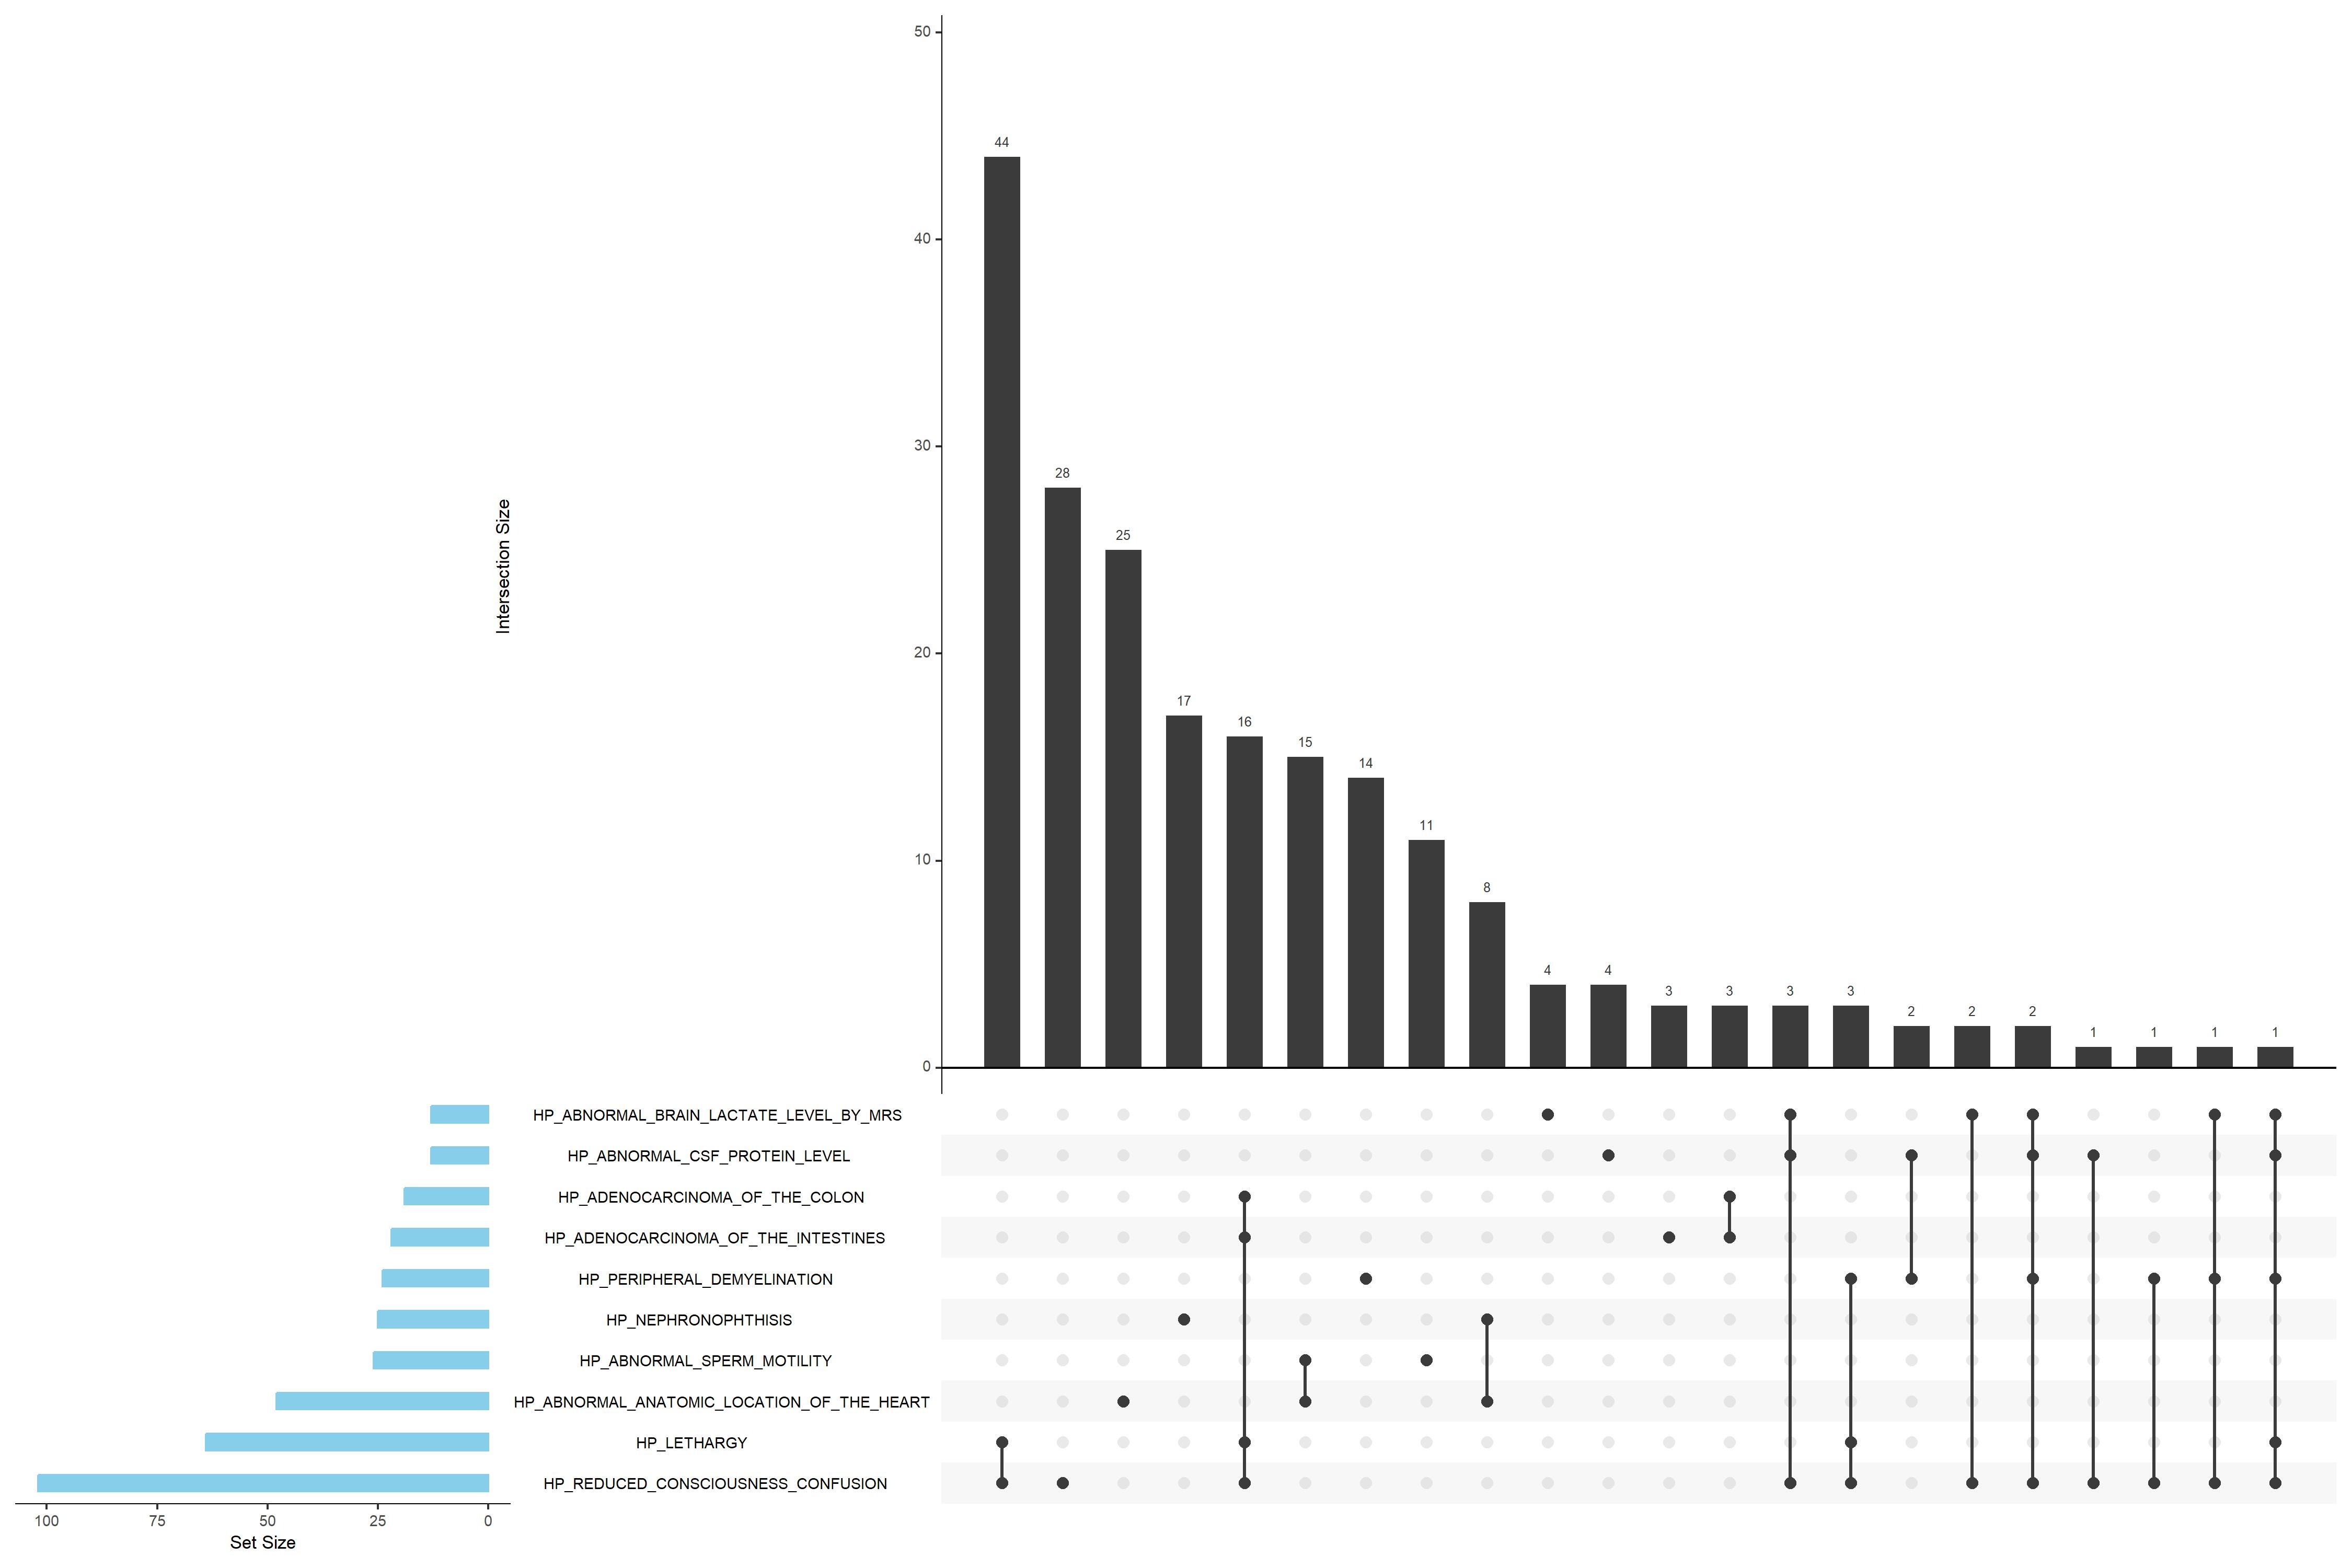 50
40
30
20
10
0
Intersection Size
44
28
25
17
16
15
14
11
8
4
4
3
3
3
3
2
2
2
1
1
1
1
HP_ABNORMAL_BRAIN_LACTATE_LEVEL_BY_MRS
HP_ABNORMAL_CSF_PROTEIN_LEVEL
HP_ADENOCARCINOMA_OF_THE_COLON
HP_ADENOCARCINOMA_OF_THE_INTESTINES
HP_PERIPHERAL_DEMYELINATION
HP_NEPHRONOPHTHISIS
HP_ABNORMAL_SPERM_MOTILITY
HP_ABNORMAL_ANATOMIC_LOCATION_OF_THE_HEART
HP_LETHARGY
HP_REDUCED_CONSCIOUSNESS_CONFUSION
100 75 50 25 0
Set Size